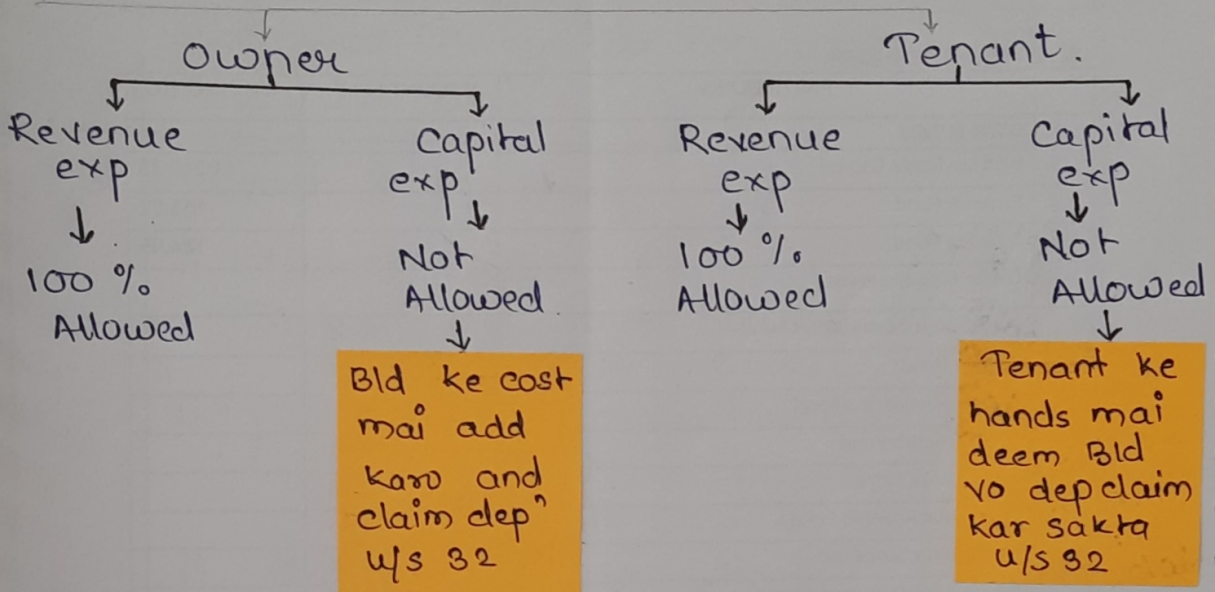 Owner
Tenant.
Revenue
exp
Capital
exp
Revenue
exp
Capital
exp
100 %
Allowed
Not
Allowed.
100 %
Allowed
Not
Allowed
Bld ke cost
mai add
karo and
claim depⁿ
u/s 32
Tenant ke
hands mai
deem Bld
vo dep claim
kar sakta
u/s 32